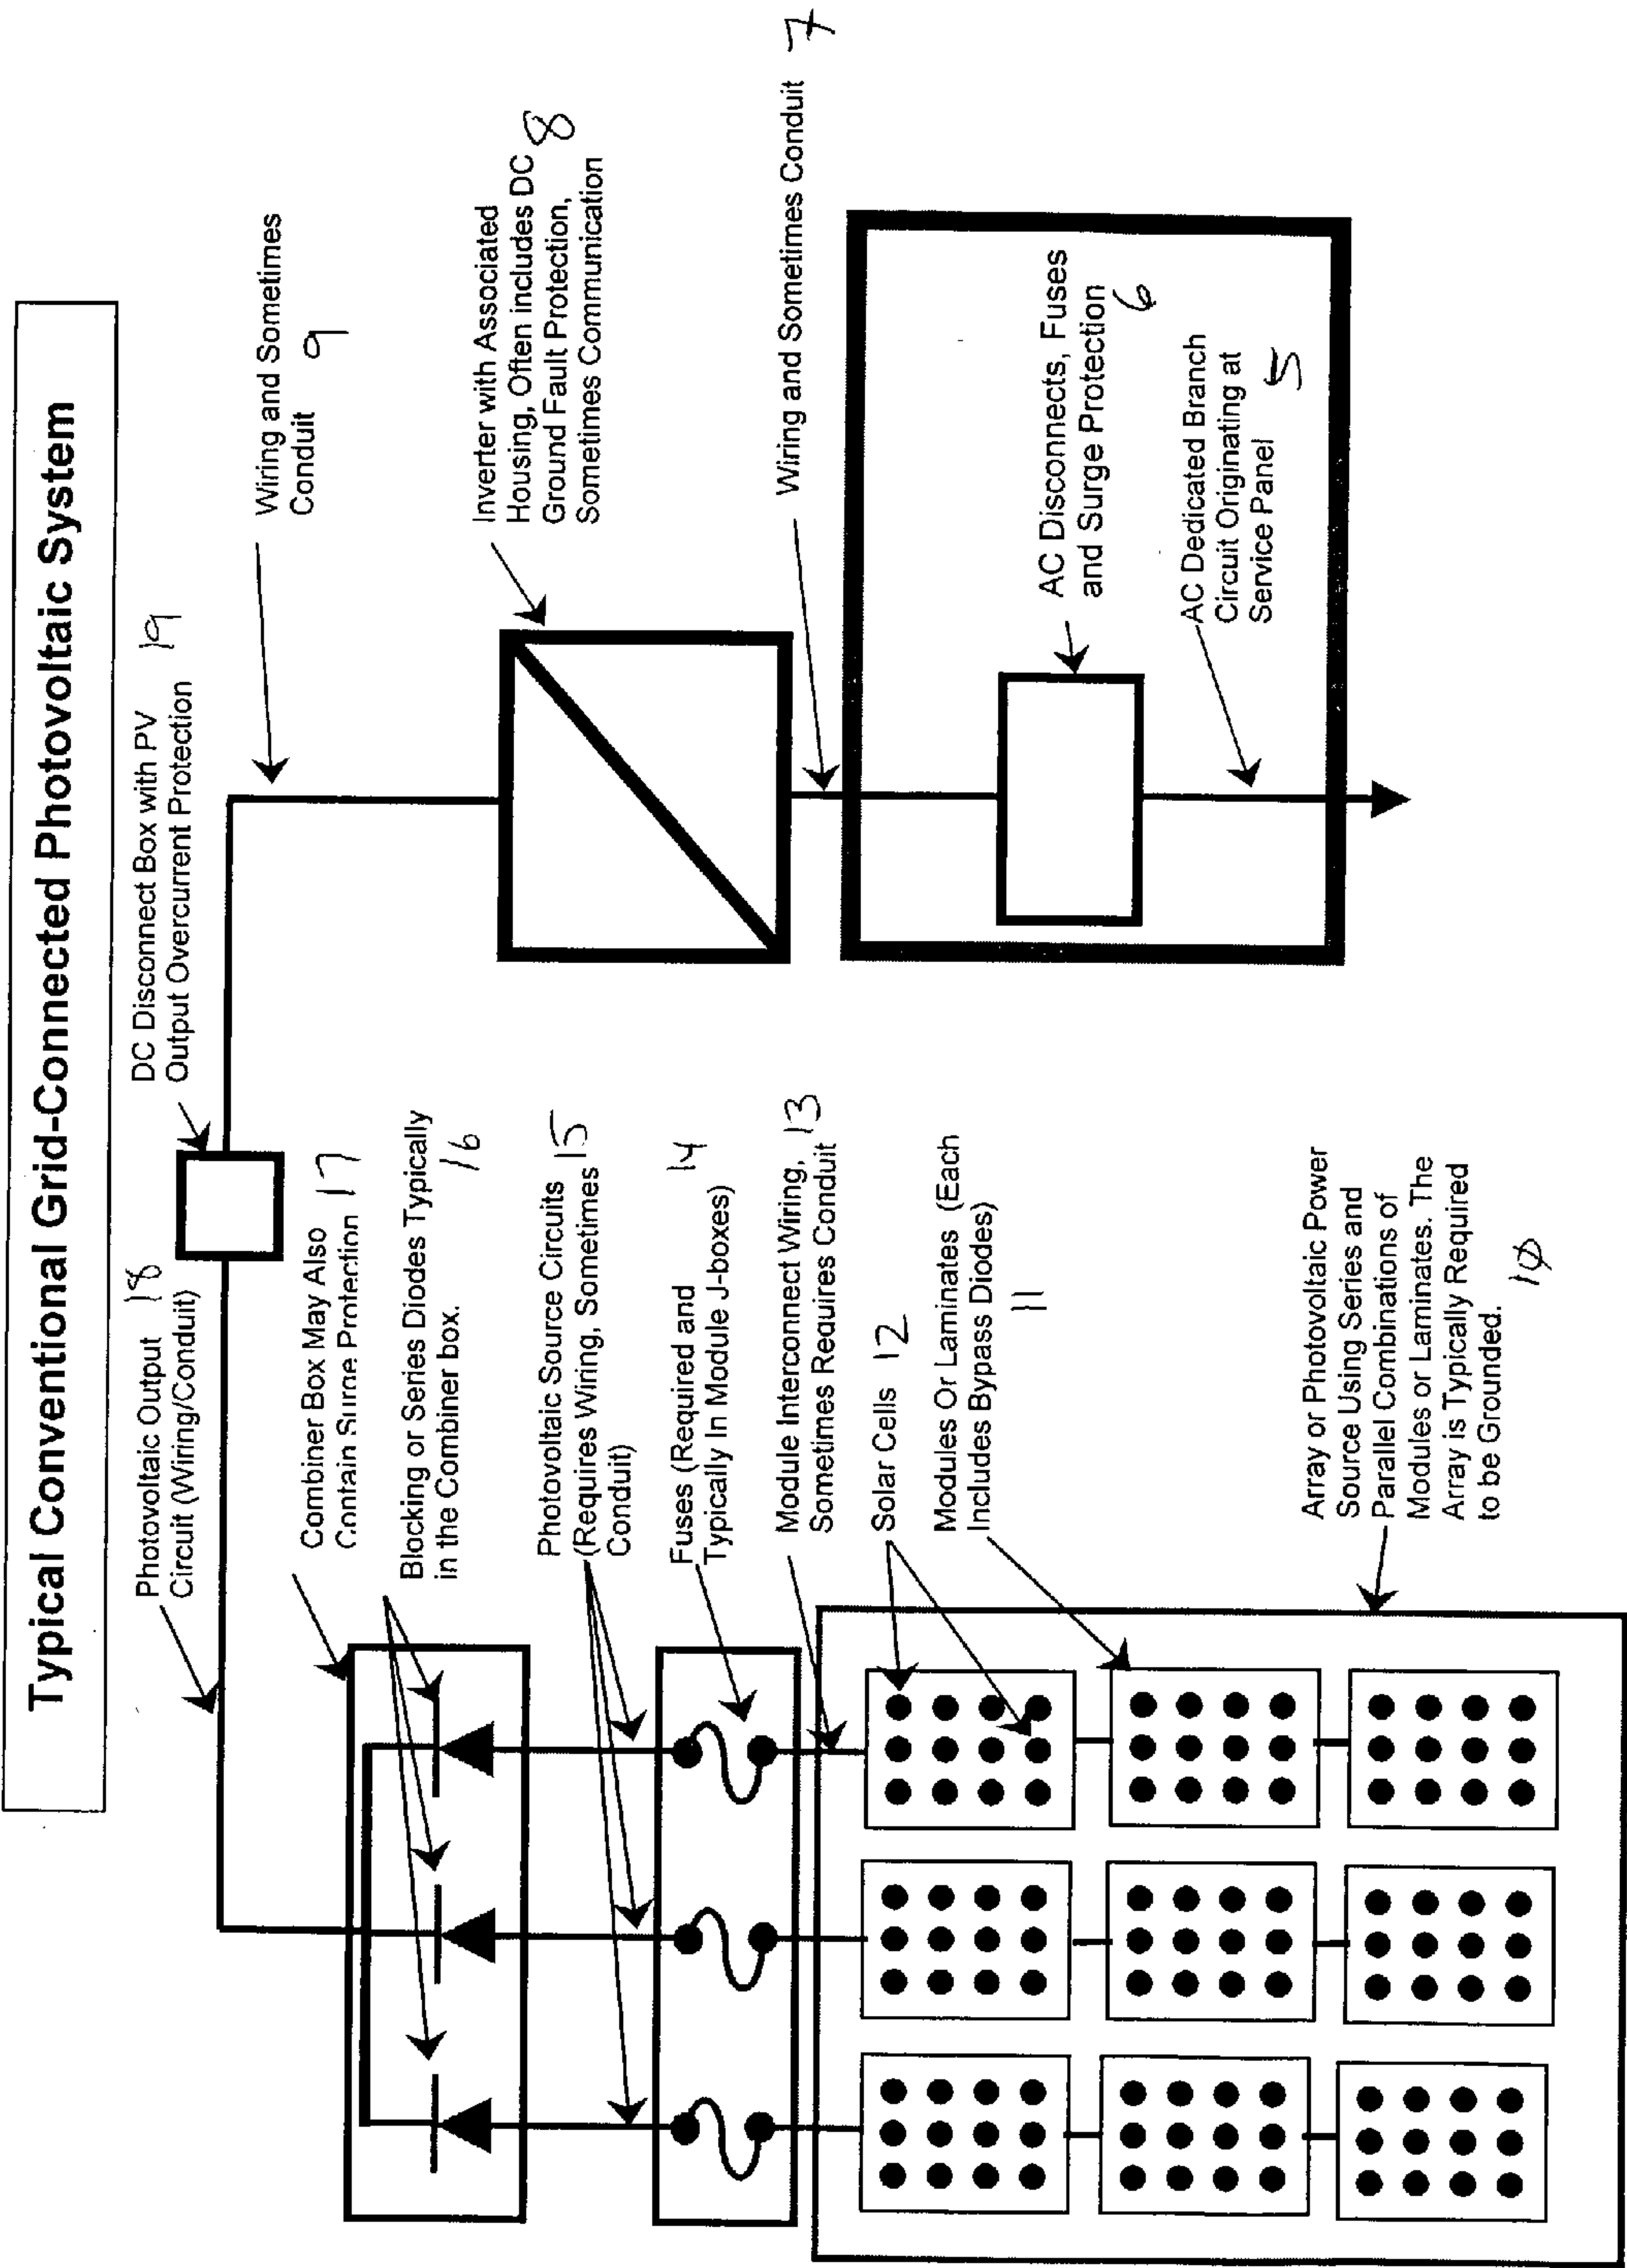 Typical Conventional Grid-Connected Photovoltaic System
Photovoltaic Output 18
Circuit (Wiring/Conduit)
DC Disconnect Box with PV
Output Overcurrent Protection 19
Wiring and Sometimes
Conduit 9
Combiner Box May Also
Contain Surge Protection 17
Blocking or Series Diodes Typically
in the Combiner box. 16
Photovoltaic Source Circuits
(Requires Wiring, Sometimes 15
Conduit)
Fuses (Required and 14
Typically In Module J-boxes)
Module Interconnect Wiring, 13
Sometimes Requires Conduit
Solar Cells 12
Modules Or Laminates (Each
Includes Bypass Diodes)
11
Array or Photovoltaic Power
Source Using Series and
Parallel Combinations of
Modules or Laminates. The
Array is Typically Required
to be Grounded.
10
Inverter with Associated
Housing, Often includes DC 8
Ground Fault Protection,
Sometimes Communication
Wiring and Sometimes Conduit 7
AC Disconnects, Fuses
and Surge Protection
6
AC Dedicated Branch
Circuit Originating at
Service Panel 5